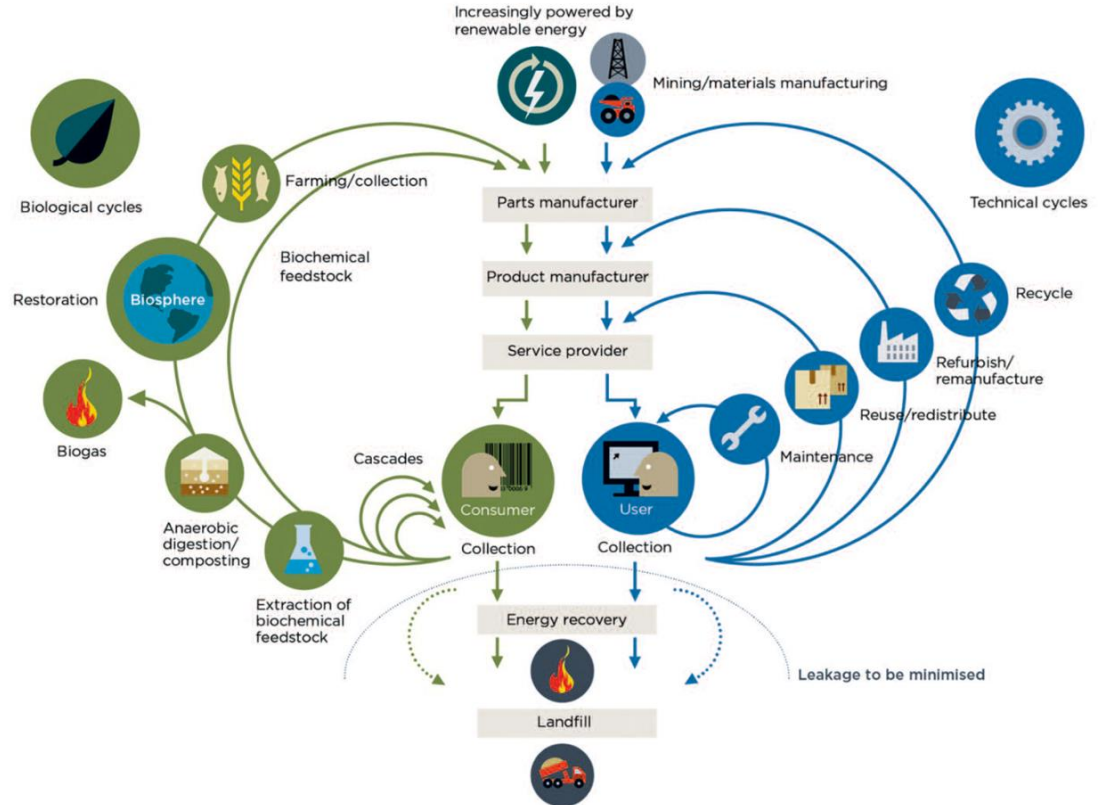 Increasingly powered by
renewable energy
Mining/materials manufacturing
Biological cycles
Technical cycles
Farming/collection
Parts manufacturer
Biochemical
feedstock
Product manufacturer
Restoration
Biosphere
Recycle
Service provider
Refurbish/
remanufacture
Biogas
Reuse/redistribute
Cascades
Maintenance
Consumer
User
Anaerobic
digestion/
composting
Collection
Collection
Extraction of
biochemical
feedstock
Energy recovery
Leakage to be minimised
Landfill